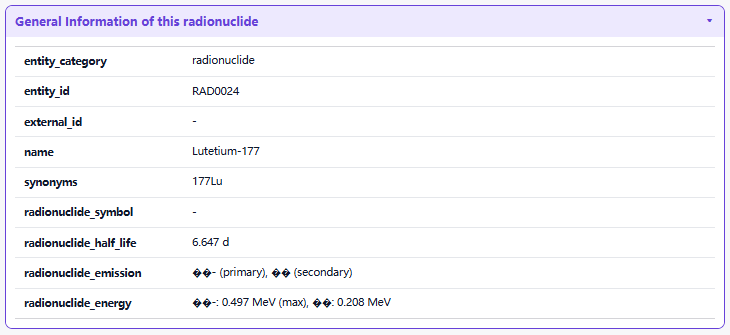 General Information of this radionuclide
entity_category radionuclide
entity_id RAD0024
external_id -
name Lutetium-177
synonyms 177Lu
radionuclide_symbol -
radionuclide_half_life 6.647 d
radionuclide_emission ��- (primary), �� (secondary)
radionuclide_energy ��-: 0.497 MeV (max), ��: 0.208 MeV